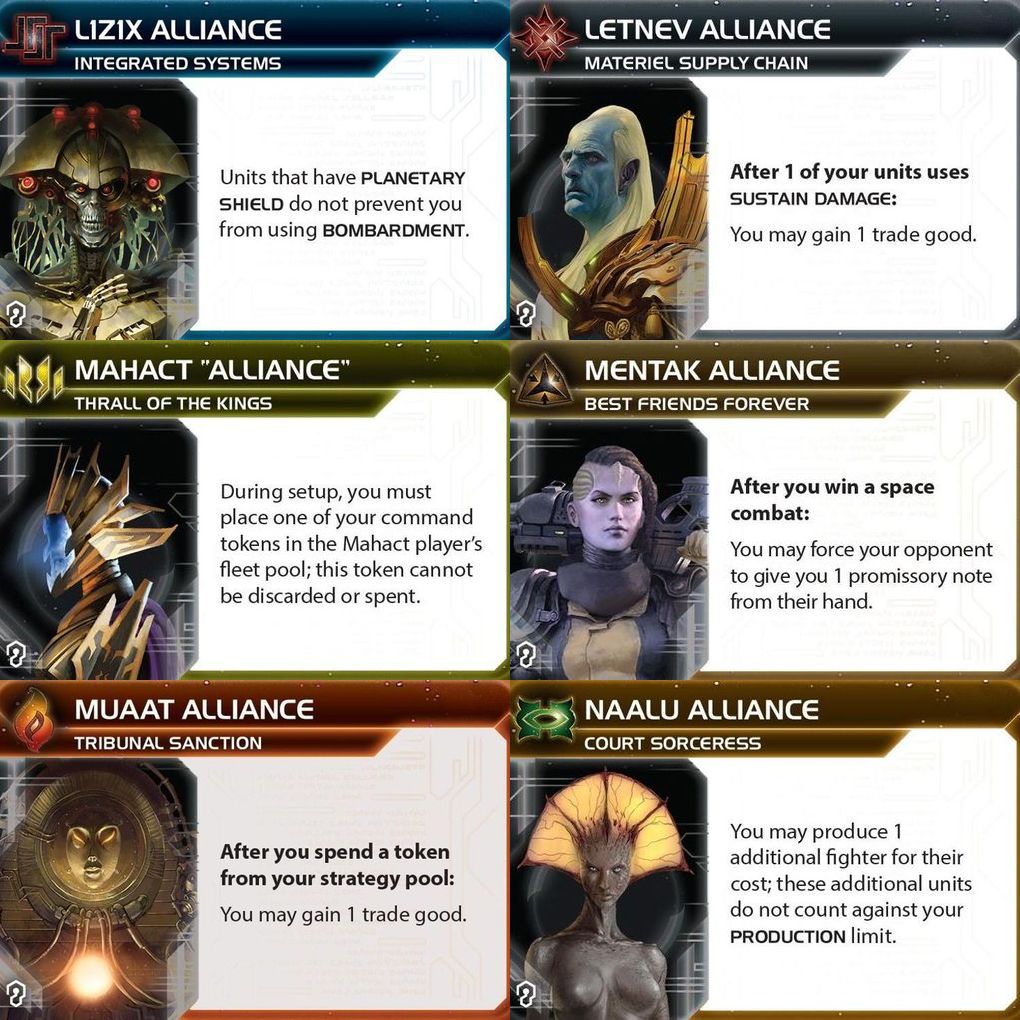 L1Z1X ALLIANCE
INTEGRATED SYSTEMS
Units that have PLANETARY
SHIELD do not prevent you
from using BOMBARDMENT.
LETNEV ALLIANCE
MATERIEL SUPPLY CHAIN
After 1 of your units uses
SUSTAIN DAMAGE:
You may gain 1 trade good.
MAHACT "ALLIANCE"
THRALL OF THE KINGS
During setup, you must
place one of your command
tokens in the Mahact player's
fleet pool; this token cannot
be discarded or spent.
MENTAK ALLIANCE
BEST FRIENDS FOREVER
After you win a space
combat:
You may force your opponent
to give you 1 promissory note
from their hand.
MUAAT ALLIANCE
TRIBUNAL SANCTION
After you spend a token
from your strategy pool:
You may gain 1 trade good.
NAALU ALLIANCE
COURT SORCERESS
You may produce 1
additional fighter for their
cost; these additional units
do not count against your
PRODUCTION limit.